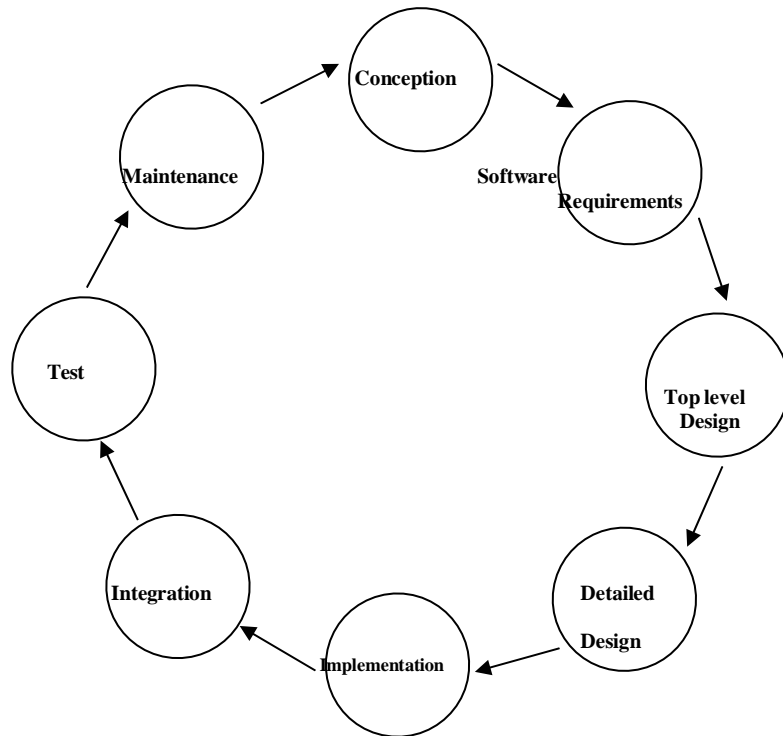 Conception
Software
Requirements
Top level
Design
Detailed
Design
Implementation
Integration
Test
Maintenance